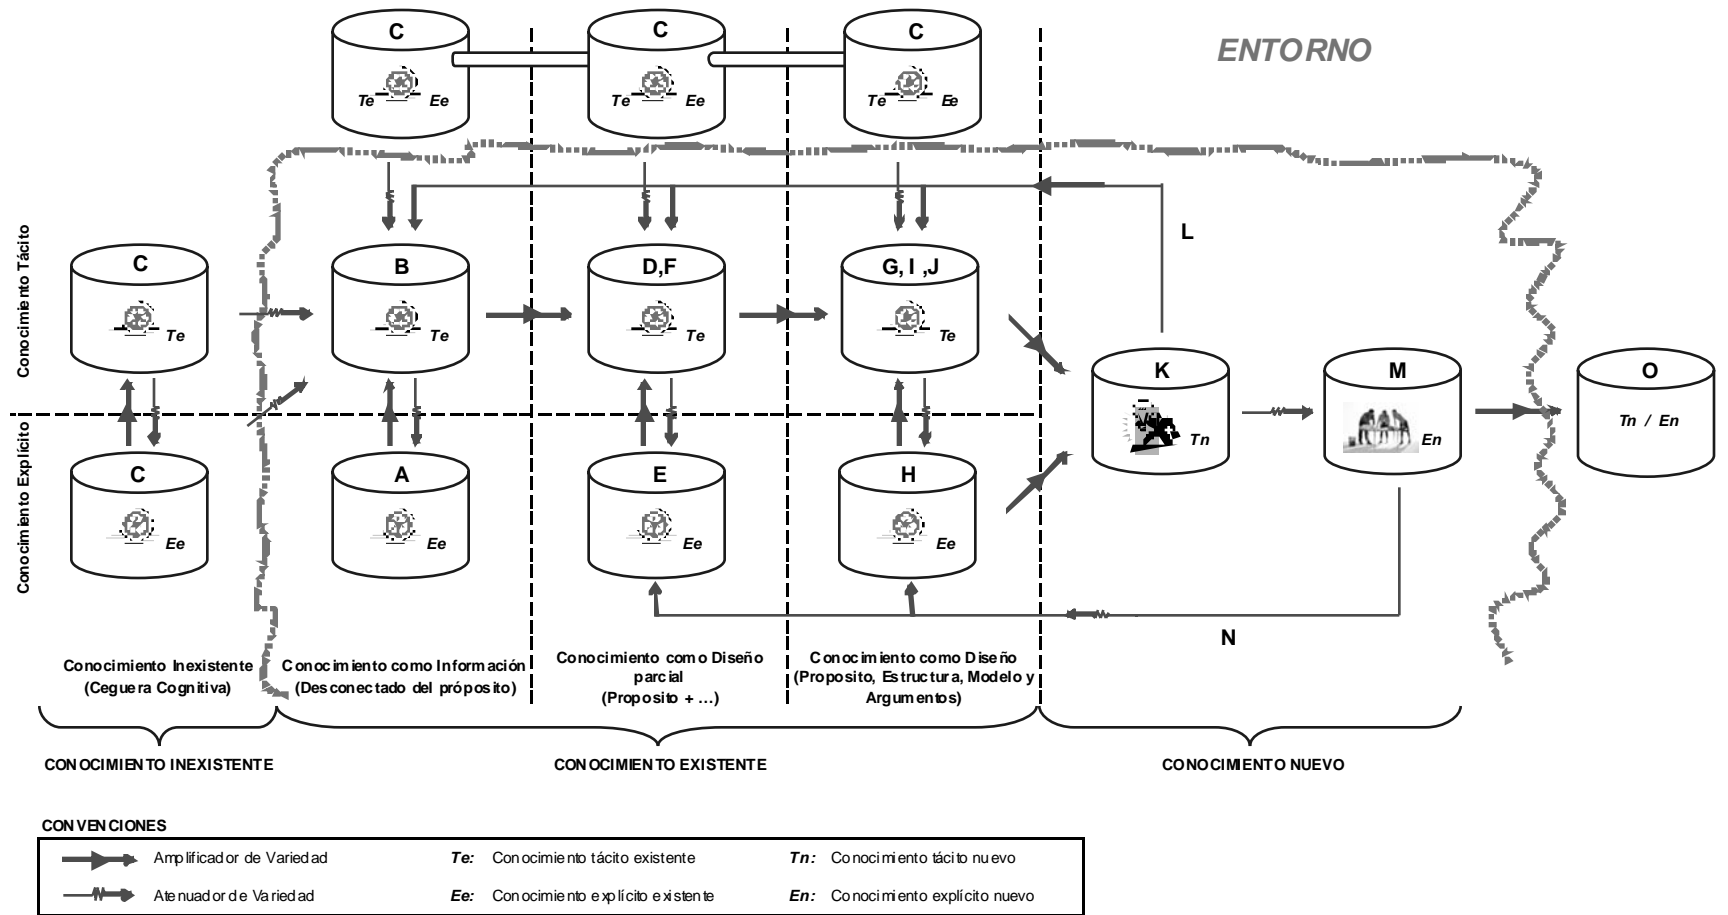 C
C
C
ENTORNO
Te Ee
Te Ee
Te Ee
L
Conocimiento Tácito
C
B
D,F
G, I ,J
Te
Te
Te
Te
K
M
O
Tn
En
Tn / En
Conocimiento Explícito
C
A
E
H
Ee
Ee
Ee
Ee
N
Conocimiento Inexistente
(Ceguera Cognitiva)
Conocimiento como Información
(Desconectado del próposito)
Conocimiento como Diseño
parcial
(Proposito + ...)
Conocimiento como Diseño
(Proposito, Estructura, Modelo y
Argumentos)
CONOCIMIENTO INEXISTENTE
CONOCIMIENTO EXISTENTE
CONOCIMIENTO NUEVO
CONVENCIONES
Amplificador de Variedad
Te: Conocimiento tácito existente
Tn: Conocimiento tácito nuevo
Atenuador de Variedad
Ee: Conocimiento explícito existente
En: Conocimiento explícito nuevo